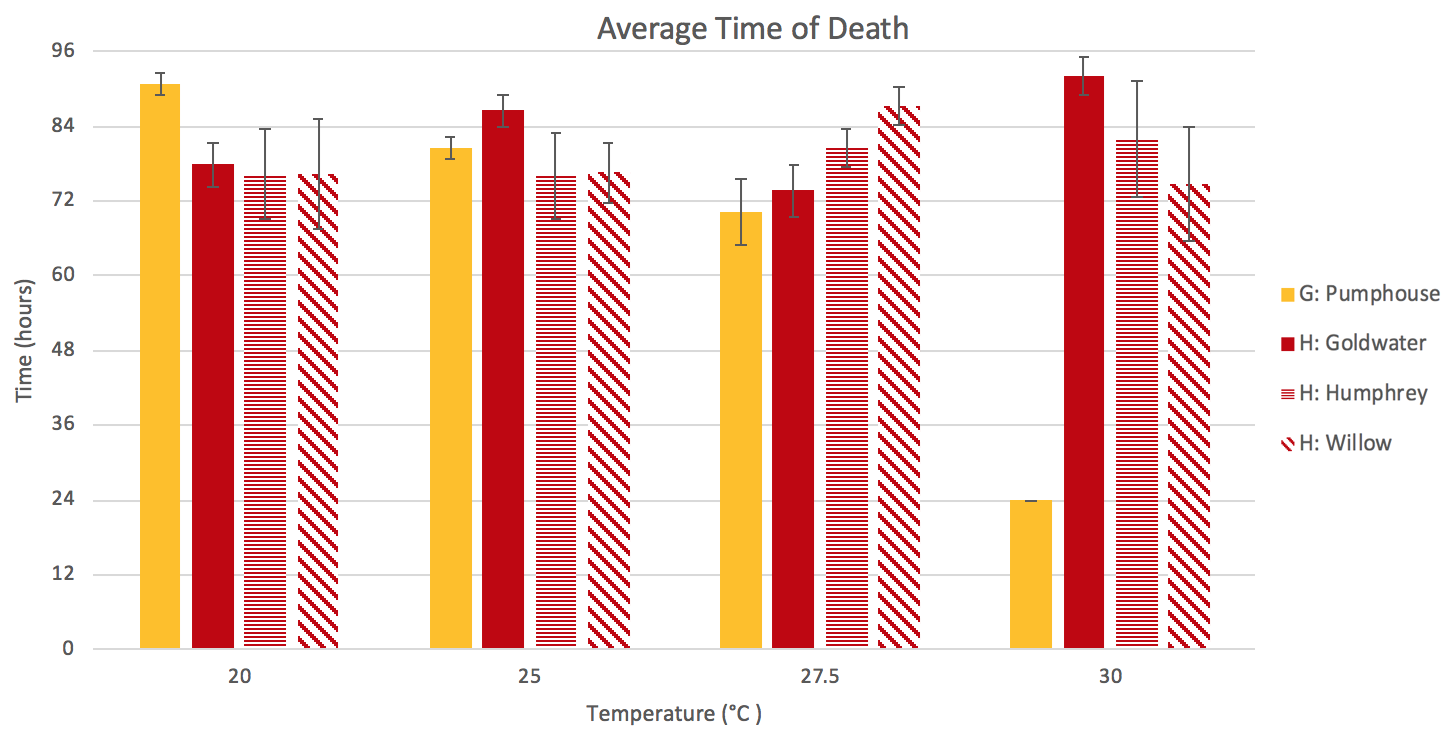 Average Time of Death
96
84
72
60
48
36
24
12
0
Time (hours)
20 25 27.5 30
Temperature (°C )
G: Pumphouse
H: Goldwater
H: Humphrey
H: Willow